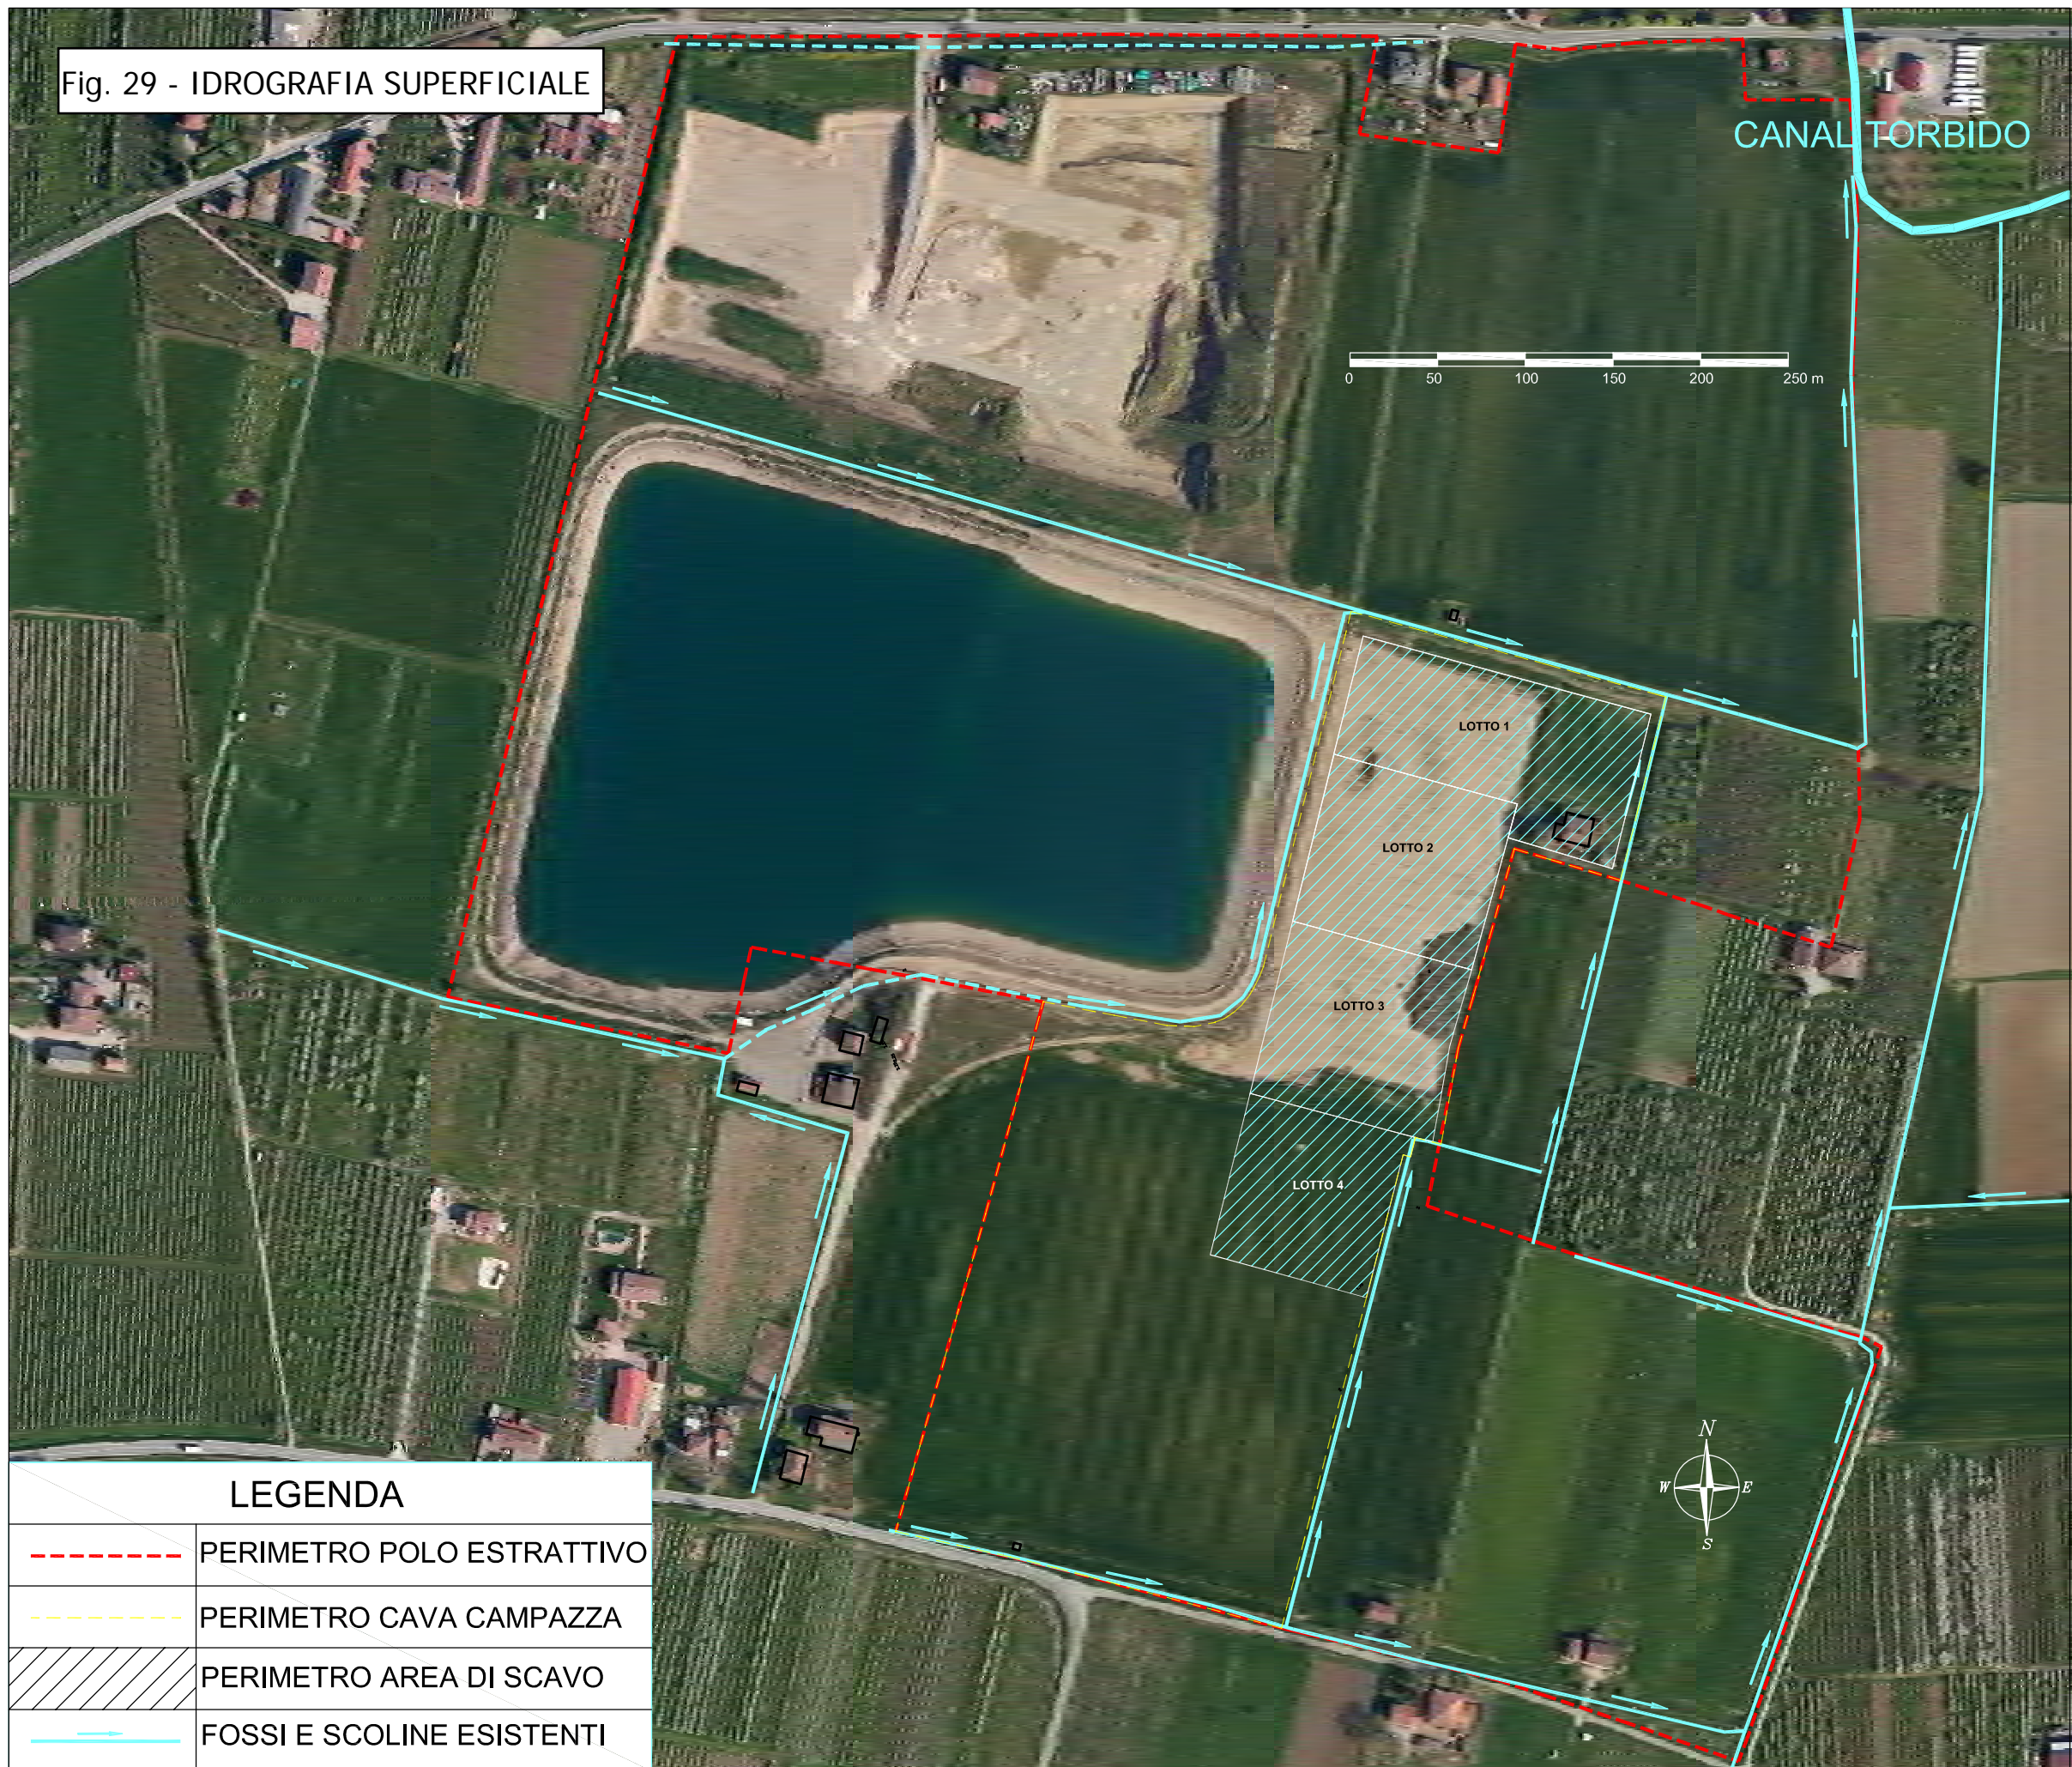 Fig. 29 - IDROGRAFIA SUPERFICIALE
CANAL TORBIDO
0 50 100 150 200 250 m
LOTTO 1
LOTTO 2
LOTTO 3
LOTTO 4
N
W E
S
LEGENDA
PERIMETRO POLO ESTRATTIVO
PERIMETRO CAVA CAMPAZZA
PERIMETRO AREA DI SCAVO
FOSSI E SCOLINE ESISTENTI